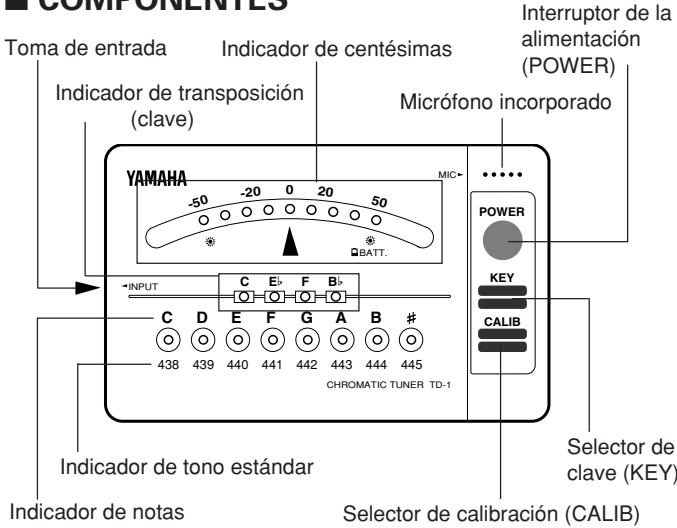 ■ COMPONENTES
Interruptor de la
alimentación
(POWER)
Toma de entrada
Indicador de centésimas
Indicador de transposición
(clave)
Micrófono incorporado
YAMAHA
MIC►
-50 -20 0 20 50
BATT.
POWER
◄INPUT
C E♭ F B♭
KEY
C D E F G A B ♯
CALIB
438 439 440 441 442 443 444 445
CHROMATIC TUNER TD-1
Indicador de tono estándar
Selector de
clave (KEY)
Indicador de notas
Selector de calibración (CALIB)